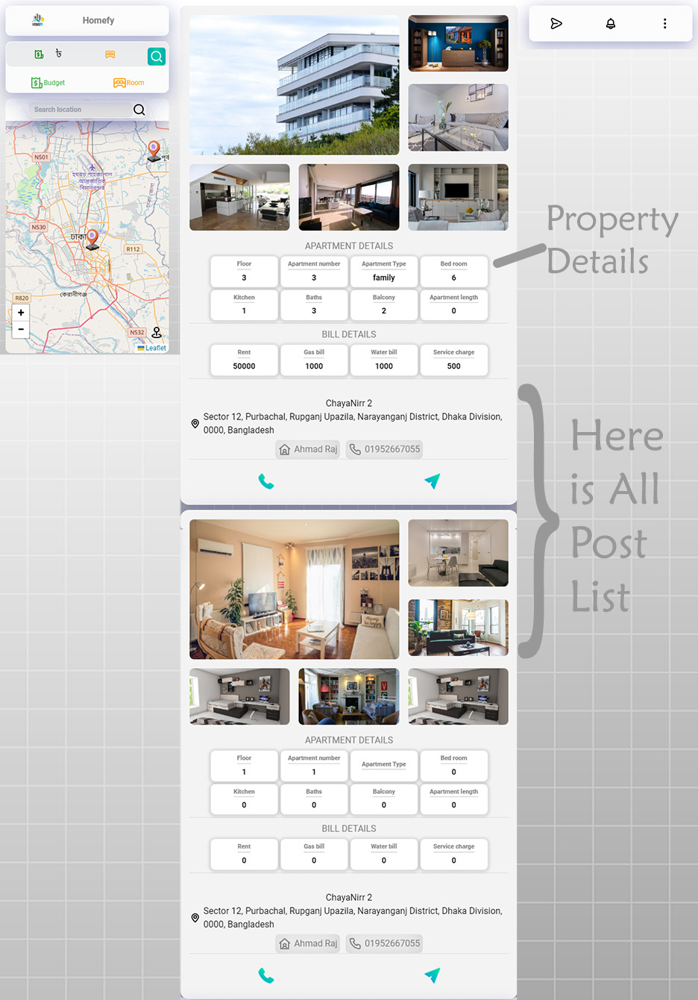 HOMEFY
Homefy
৳
Budget
Room
Search location
জেলা
N501
হযরত শাহজালাল
আন্তর্জাতিক
বিমানবন্দর
পূর্ব
ঢাকা জেলা
N530
ঢাকা
R112
কেরানীগঞ্জ
R820
+
−
N532
Leaflet
APARTMENT DETAILS
Floor
3
Apartment number
3
Apartment Type
family
Bed room
6
Kitchen
1
Baths
3
Balcony
2
Apartment length
0
BILL DETAILS
Rent
50000
Gas bill
1000
Water bill
1000
Service charge
500
ChayaNirr 2
Sector 12, Purbachal, Rupganj Upazila, Narayanganj District, Dhaka Division,
0000, Bangladesh
Ahmad Raj
01952667055
Property
Details
Here
is All
Post
List
APARTMENT DETAILS
Floor
1
Apartment number
1
Apartment Type
Bed room
0
Kitchen
0
Baths
0
Balcony
0
Apartment length
0
BILL DETAILS
Rent
0
Gas bill
0
Water bill
0
Service charge
0
ChayaNirr 2
Sector 12, Purbachal, Rupganj Upazila, Narayanganj District, Dhaka Division,
0000, Bangladesh
Ahmad Raj
01952667055